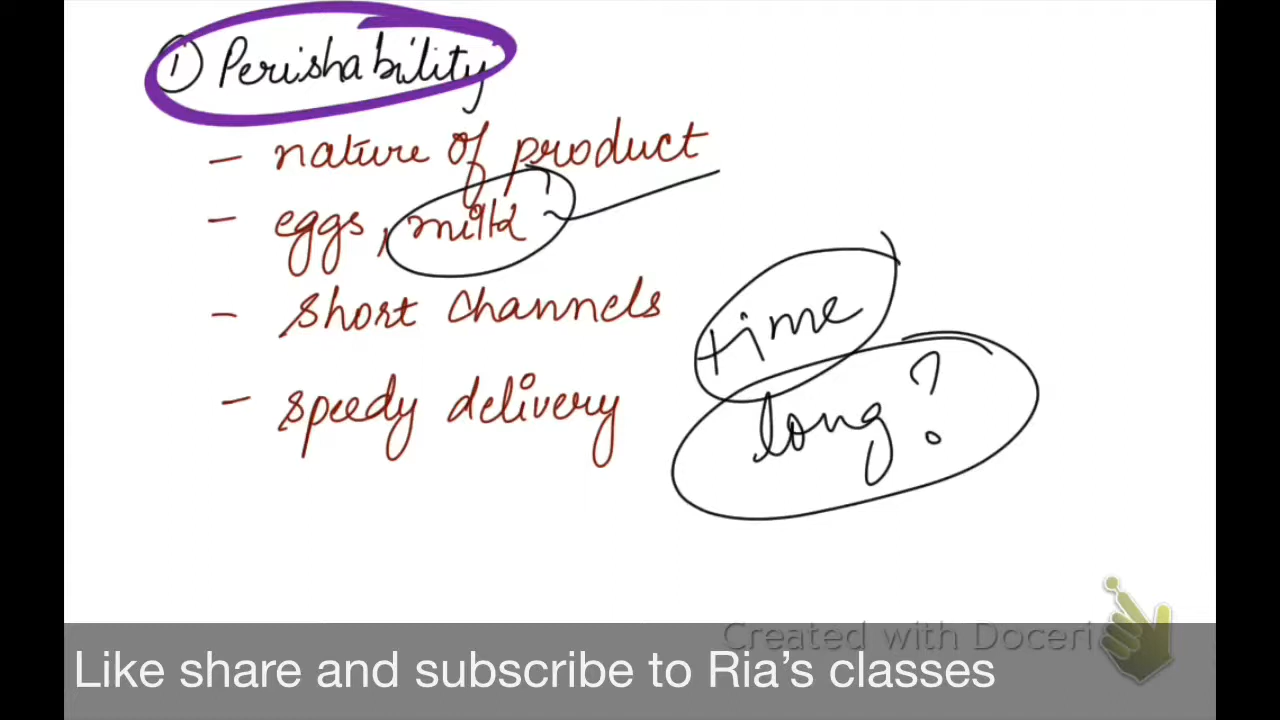 ① Perishability
- nature of product
- eggs, milk
- short channels
- speedy delivery
time
long?
Created with Doceri
Like share and subscribe to Ria's classes